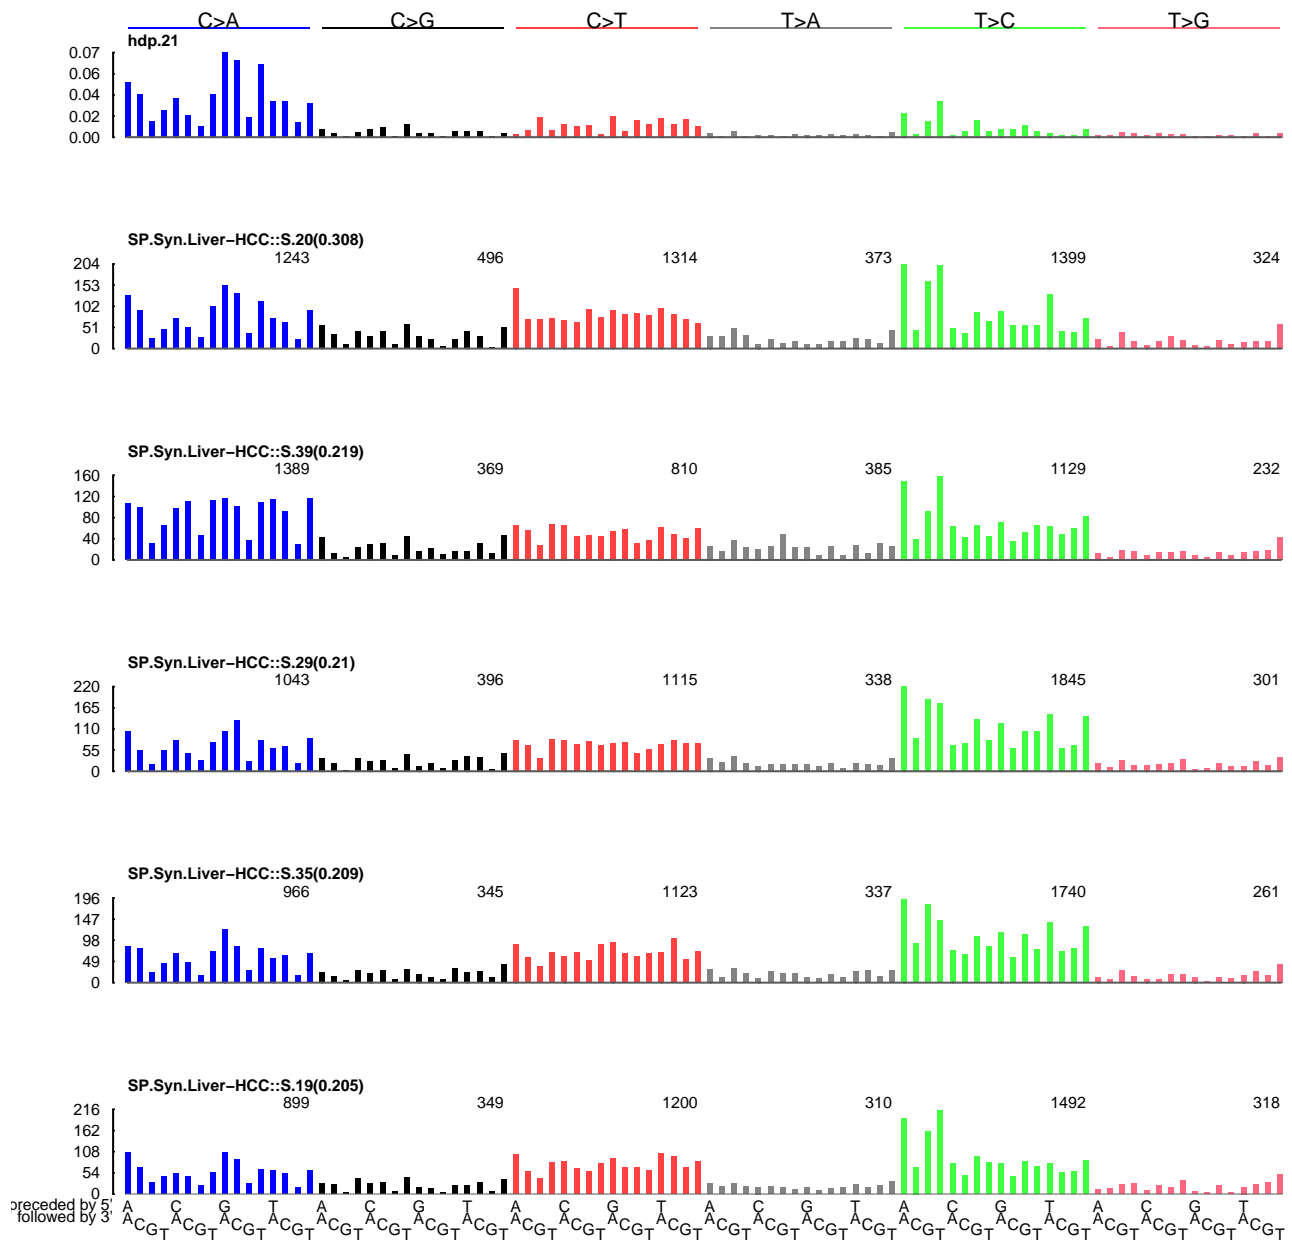 C>A C>G C>T T>A T>C T>G
hdp.21
0.07
0.06
0.04
0.02
0.00
SP.Syn.Liver−HCC::S.20(0.308)
1243 496 1314 373 1399 324
204
153
102
51
0
SP.Syn.Liver−HCC::S.39(0.219)
1389 369 810 385 1129 232
160
120
80
40
0
SP.Syn.Liver−HCC::S.29(0.21)
1043 396 1115 338 1845 301
220
165
110
55
0
SP.Syn.Liver−HCC::S.35(0.209)
966 345 1123 337 1740 261
196
147
98
49
0
SP.Syn.Liver−HCC::S.19(0.205)
899 349 1200 310 1492 318
216
162
108
54
0
preceded by 5' A C G T A C G T A C G T A C G T A C G T A C G T
followed by 3' A C G T A C G T A C G T A C G T A C G T A C G T A C G T A C G T A C G T A C G T A C G T A C G T A C G T A C G T A C G T A C G T A C G T A C G T A C G T A C G T A C G T A C G T A C G T A C G T